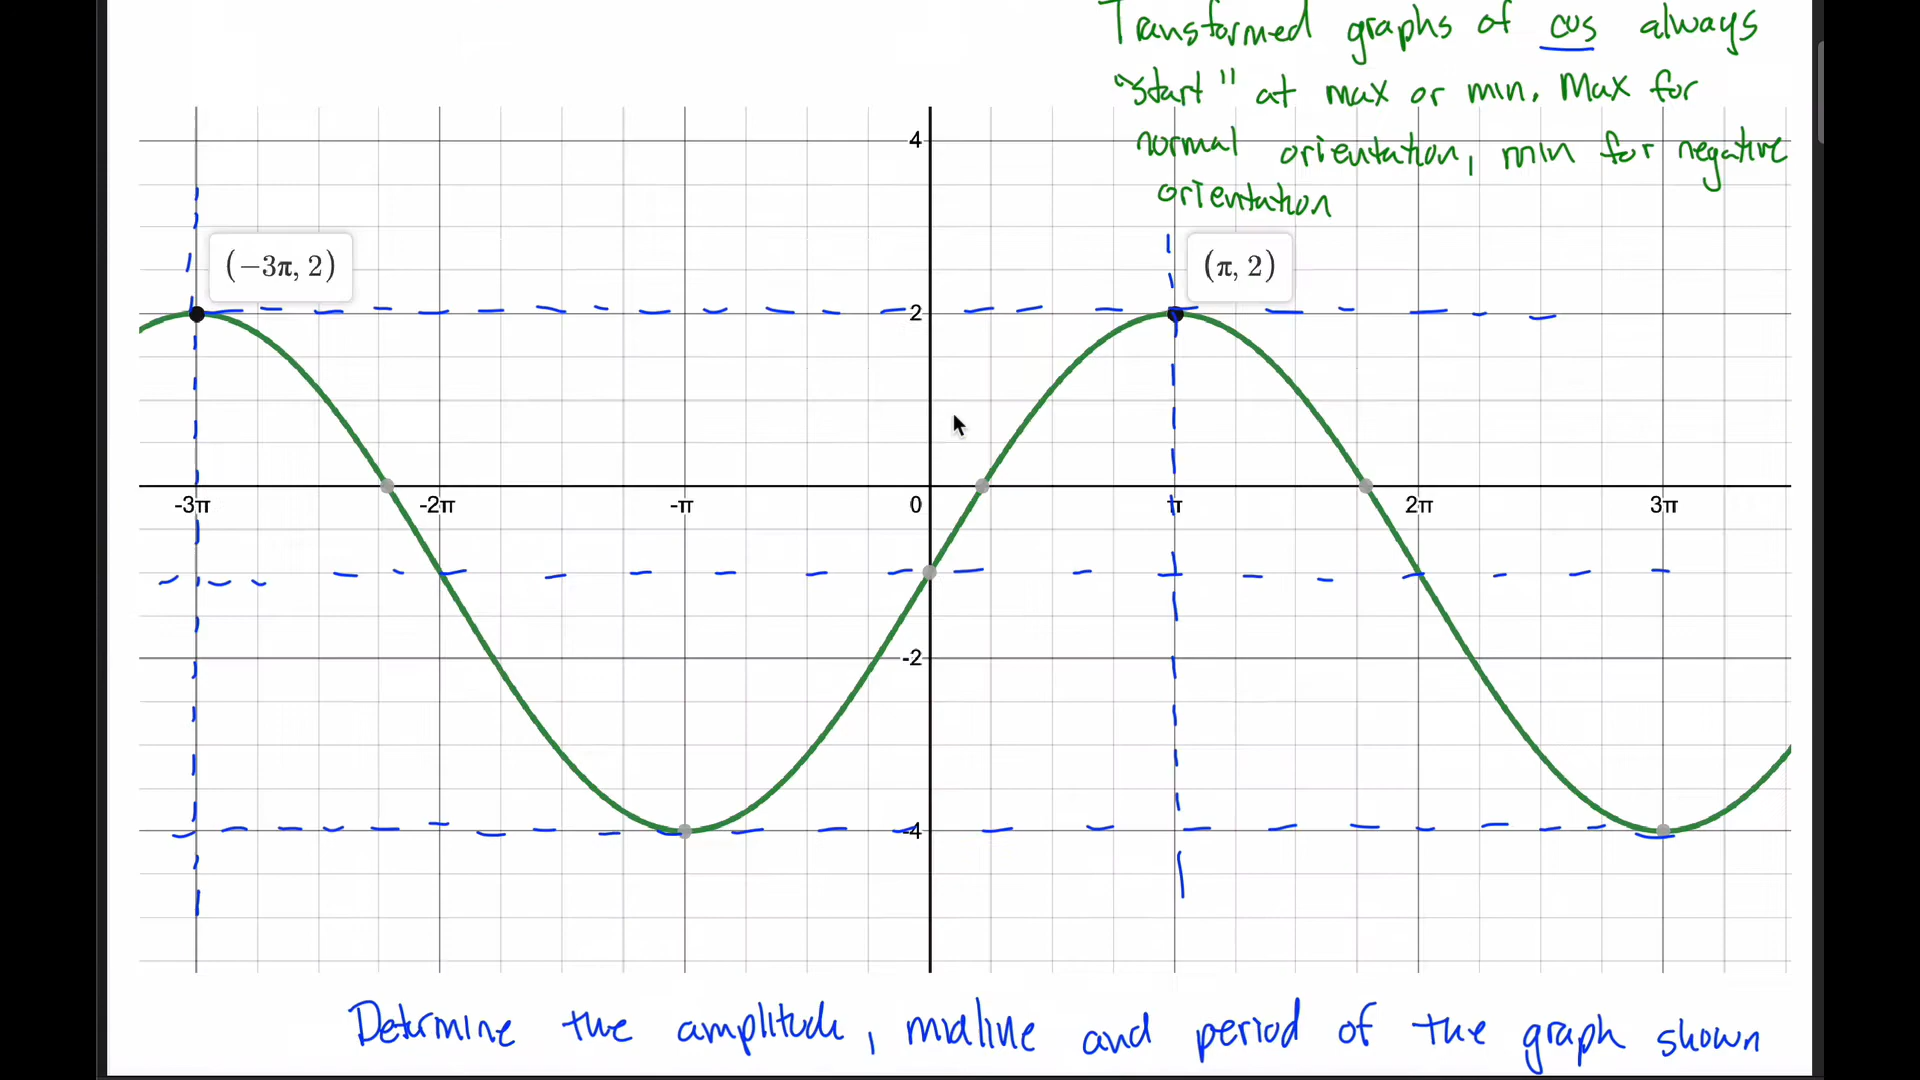 Transformed graphs of cos always
"start" at max or min. Max for
normal orientation, min for negative
orientation
4
(−3π, 2)
(π, 2)
2
-3π
-2π
-π
0
π
2π
3π
-2
-4
Determine the amplitude, midline and period of the graph shown